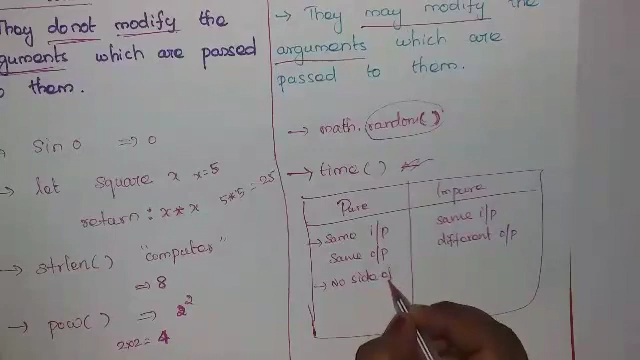 They do not modify the
guments which are passed
to them.
sin 0 => 0
→ let square x x=5
return : x*x 5*5 = 25
→ strlen() "computer"
=> 8
→ pow() => 2²
2x2 = 4
→ They may modify the
arguments which are
passed to them.
→ math.random()
→ time()
Pure
→ same i/p
same o/p
→ No side
Impure
same i/p
different o/p